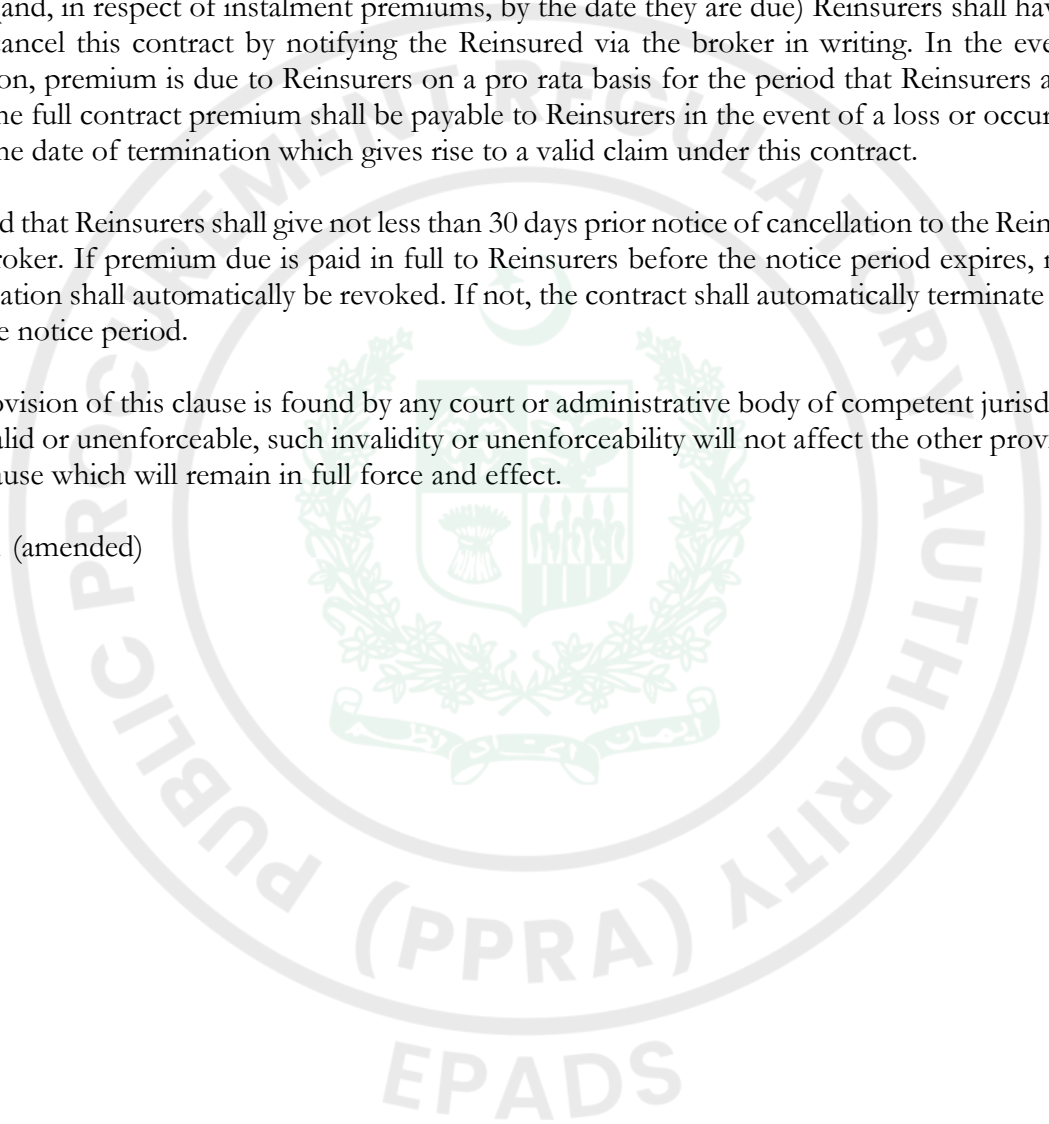 and, in respect of instalment premiums, by the date they are due) Reinsurers shall hav
ancel this contract by notifying the Reinsured via the broker in writing. In the eve
on, premium is due to Reinsurers on a pro rata basis for the period that Reinsurers a
he full contract premium shall be payable to Reinsurers in the event of a loss or occur
he date of termination which gives rise to a valid claim under this contract.
d that Reinsurers shall give not less than 30 days prior notice of cancellation to the Rein
roker. If premium due is paid in full to Reinsurers before the notice period expires, n
ation shall automatically be revoked. If not, the contract shall automatically terminate
e notice period.
ovision of this clause is found by any court or administrative body of competent jurisd
alid or unenforceable, such invalidity or unenforceability will not affect the other provi
ause which will remain in full force and effect.
(amended)
PUBLIC PROCUREMENT REGULATORY AUTHORITY
(PPRA)
EPADS